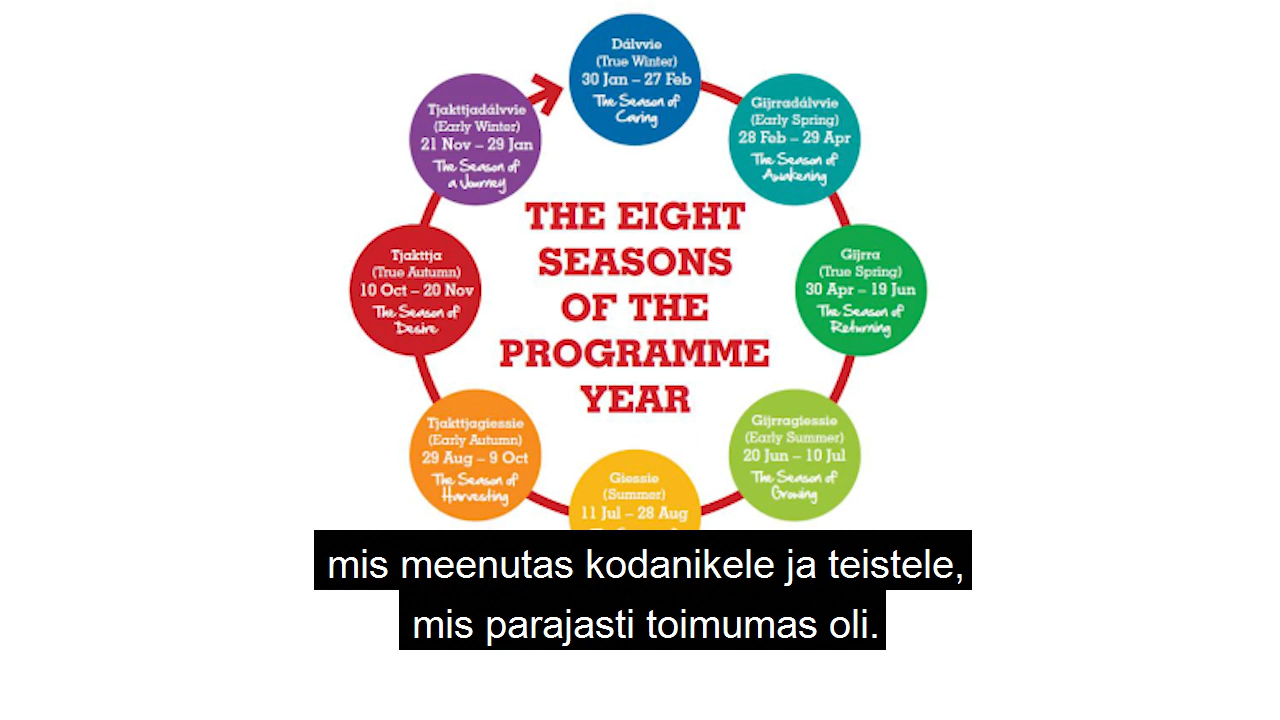 Dálvvie
(True Winter)
30 Jan – 27 Feb
The Season of
Caring
Gijrradálvvie
(Early Spring)
28 Feb – 29 Apr
The Season of
Awakening
Gijrra
(True Spring)
30 Apr – 19 Jun
The Season of
Returning
Gijrragiessie
(Early Summer)
20 Jun – 10 Jul
The Season of
Growing
Giessie
(Summer)
11 Jul – 28 Aug
Tjakttjagiessie
(Early Autumn)
29 Aug – 9 Oct
The Season of
Harvesting
Tjakttja
(True Autumn)
10 Oct – 20 Nov
The Season of
Desire
Tjakttjadálvvie
(Early Winter)
21 Nov – 29 Jan
The Season of
a Journey
THE EIGHT
SEASONS
OF THE
PROGRAMME
YEAR
mis meenutas kodanikele ja teistele,
mis parajasti toimumas oli.